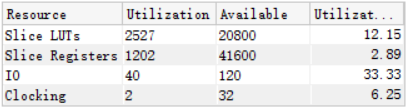 Resource Utilization Available Utilizat...
Slice LUTs 2527 20800 12.15
Slice Registers 1202 41600 2.89
IO 40 120 33.33
Clocking 2 32 6.25